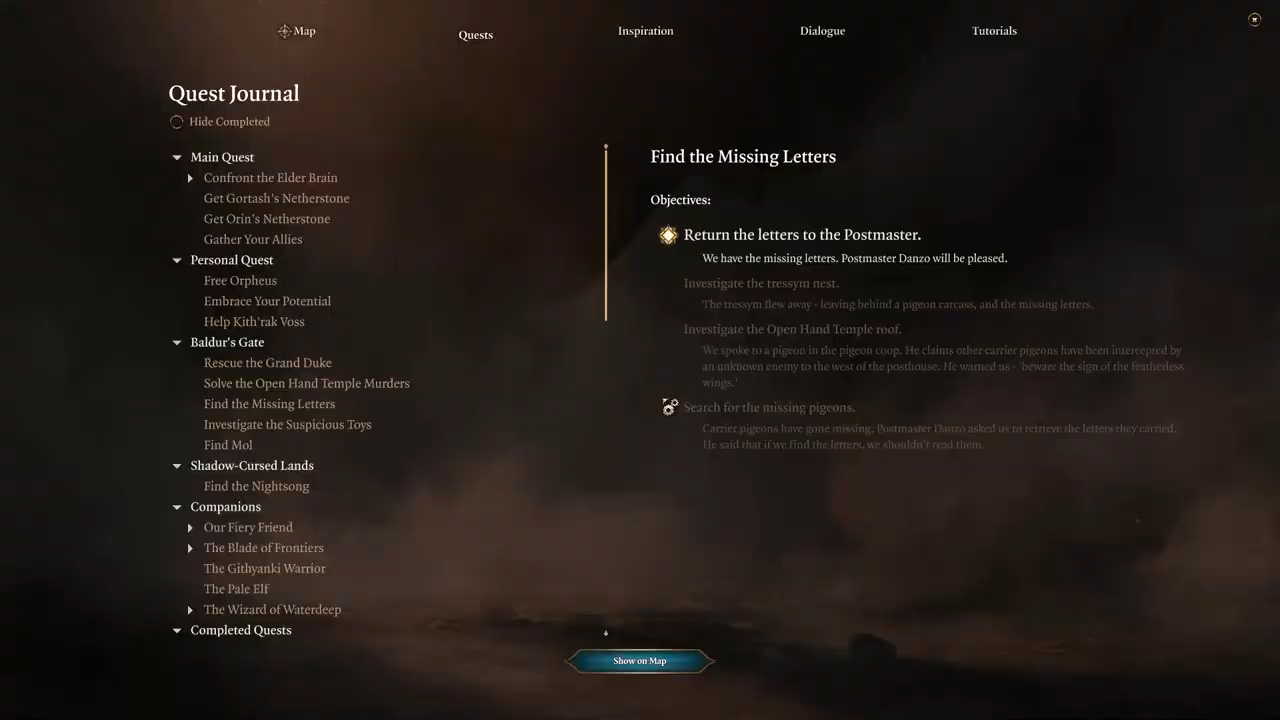 Map
Quests
Inspiration
Dialogue
Tutorials
Quest Journal
Hide Completed
Main Quest
Confront the Elder Brain
Get Gortash's Netherstone
Get Orin's Netherstone
Gather Your Allies
Personal Quest
Free Orpheus
Embrace Your Potential
Help Kith'rak Voss
Baldur's Gate
Rescue the Grand Duke
Solve the Open Hand Temple Murders
Find the Missing Letters
Investigate the Suspicious Toys
Find Mol
Shadow-Cursed Lands
Find the Nightsong
Companions
Our Fiery Friend
The Blade of Frontiers
The Githyanki Warrior
The Pale Elf
The Wizard of Waterdeep
Completed Quests
Find the Missing Letters
Objectives:
Return the letters to the Postmaster.
We have the missing letters. Postmaster Danzo will be pleased.
Investigate the tressym nest.
The tressym flew away - leaving behind a pigeon carcass, and the missing letters.
Investigate the Open Hand Temple roof.
We spoke to a pigeon in the pigeon coop. He claims other carrier pigeons have been intercepted by
an unknown enemy to the west of the posthouse. He warned us - 'beware the sign of the featherless
wings.'
Search for the missing pigeons.
Carrier pigeons have gone missing. Postmaster Danzo asked us to retrieve the letters they carried.
He said that if we find the letters, we shouldn't read them.
Show on Map